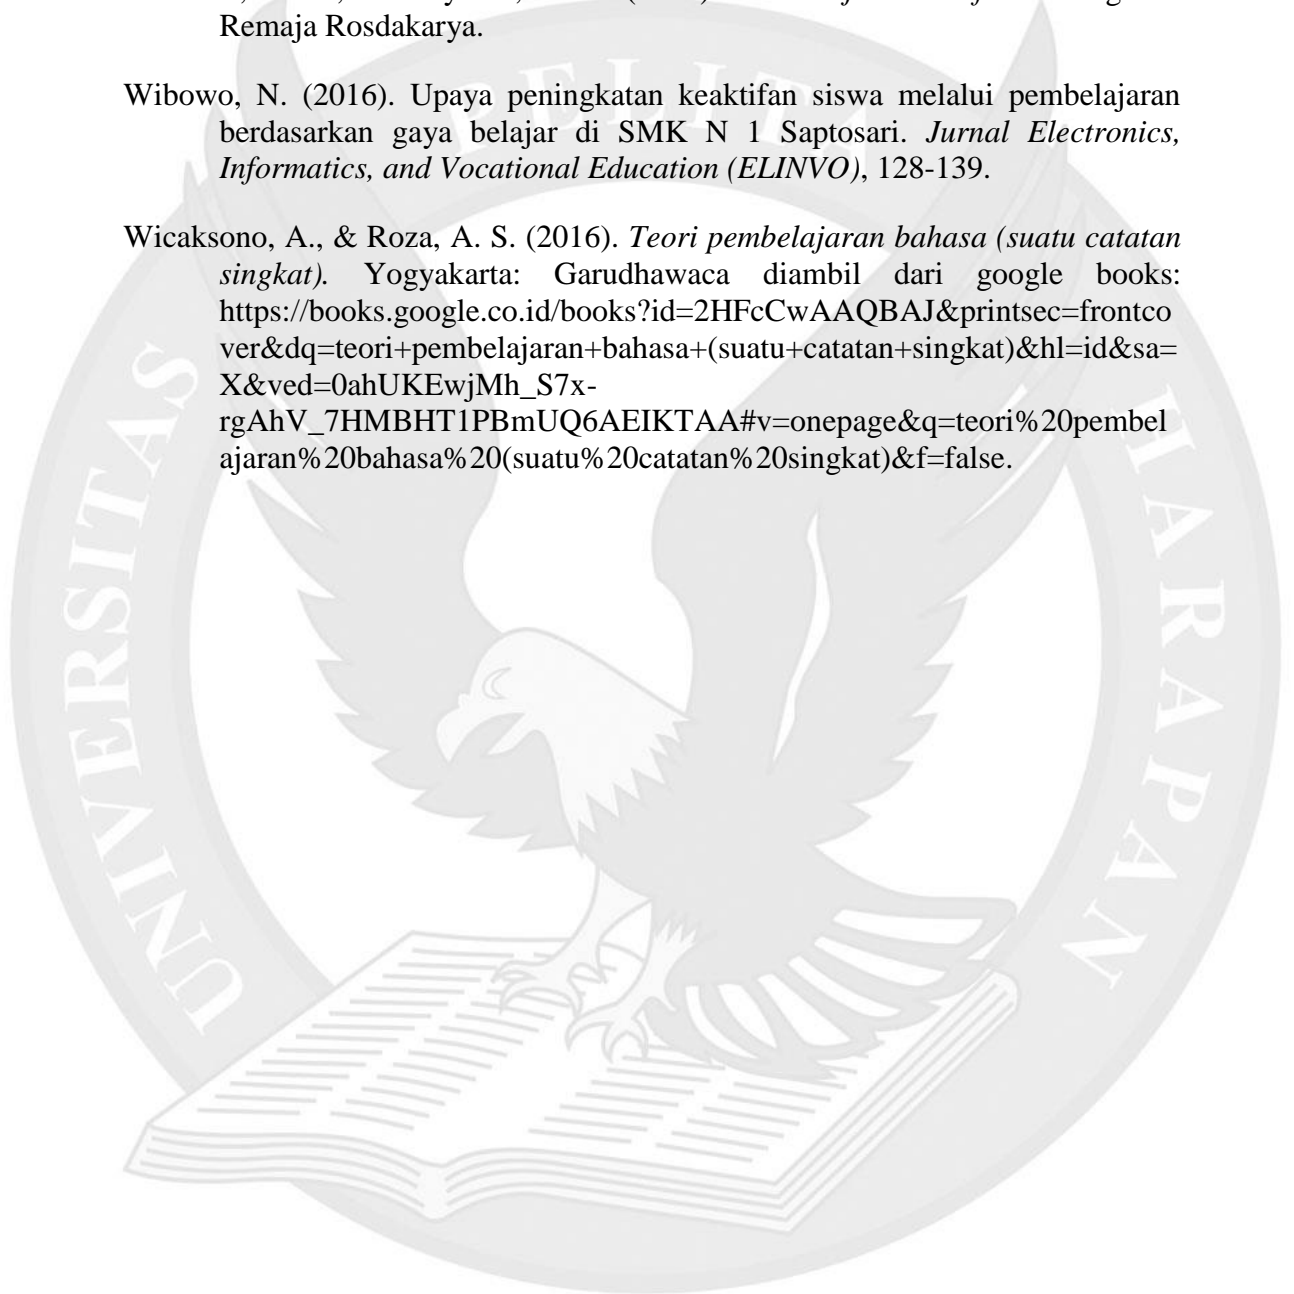 Remaja Rosdakarya.
Wibowo, N. (2016). Upaya peningkatan keaktifan siswa melalui pembelajaran
berdasarkan gaya belajar di SMK N 1 Saptosari. Jurnal Electronics,
Informatics, and Vocational Education (ELINVO), 128-139.
Wicaksono, A., & Roza, A. S. (2016). Teori pembelajaran bahasa (suatu catatan
singkat). Yogyakarta: Garudhawaca diambil dari google books:
https://books.google.co.id/books?id=2HFcCwAAQBAJ&printsec=frontco
ver&dq=teori+pembelajaran+bahasa+(suatu+catatan+singkat)&hl=id&sa=
X&ved=0ahUKEwjMh_S7x-
rgAhV_7HMBHT1PBmUQ6AEIKTAA#v=onepage&q=teori%20pembel
ajaran%20bahasa%20(suatu%20catatan%20singkat)&f=false.
UNIVERSITAS PELITA HARAPAN